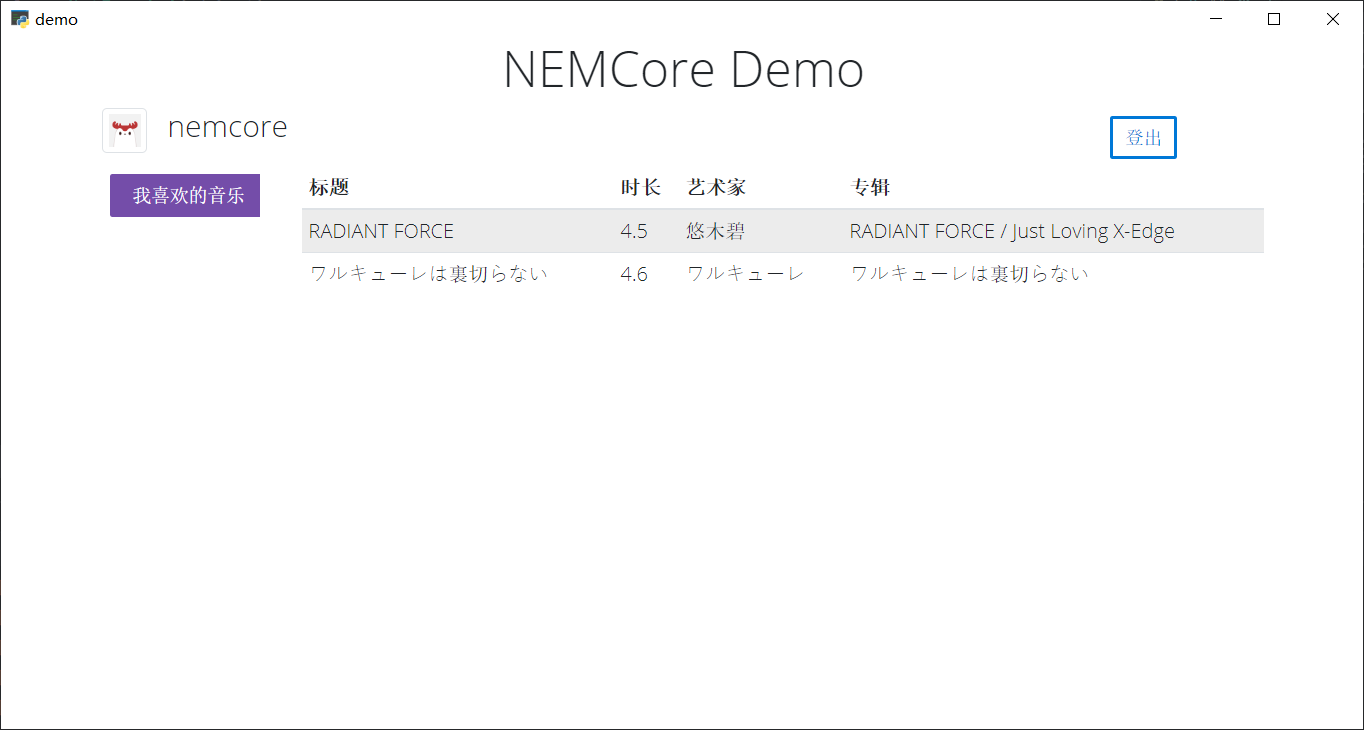 demo
NEMCore Demo
nemcore
登出
我喜欢的音乐
标题 时长 艺术家 专辑
RADIANT FORCE 4.5 悠木碧 RADIANT FORCE / Just Loving X-Edge
ワルキューレは裏切らない 4.6 ワルキューレ ワルキューレは裏切らない